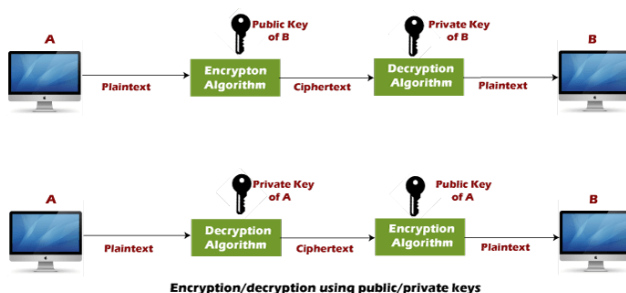 Public Key
of B
Private Key
of B
A
B
Encrypton
Algorithm
Decryption
Algorithm
Plaintext
Ciphertext
Plaintext
A
Private Key
of A
Public Key
of A
B
Decryption
Algorithm
Encryption
Algorithm
Plaintext
Ciphertext
Plaintext
Encryption/decryption using public/private keys